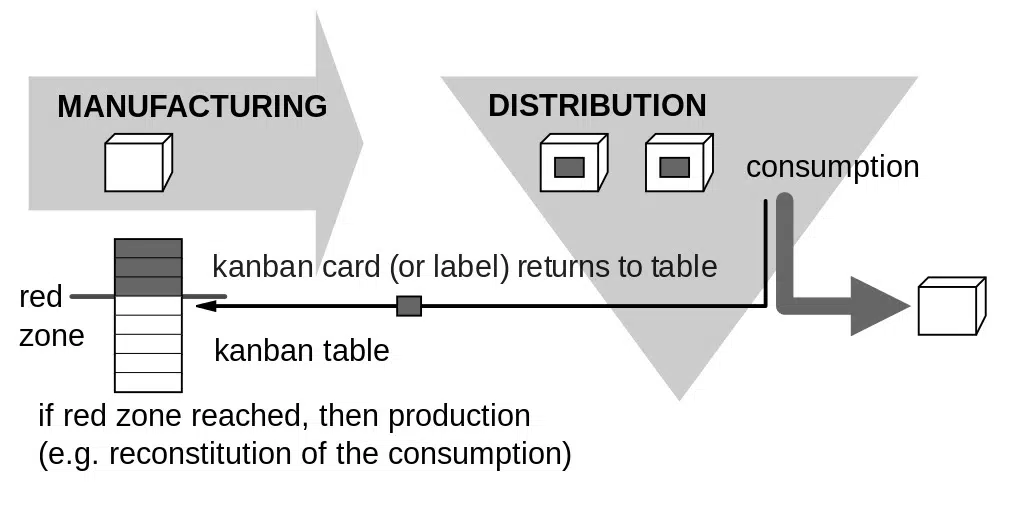 MANUFACTURING
DISTRIBUTION
consumption
kanban card (or label) returns to table
red
zone
kanban table
if red zone reached, then production
(e.g. reconstitution of the consumption)